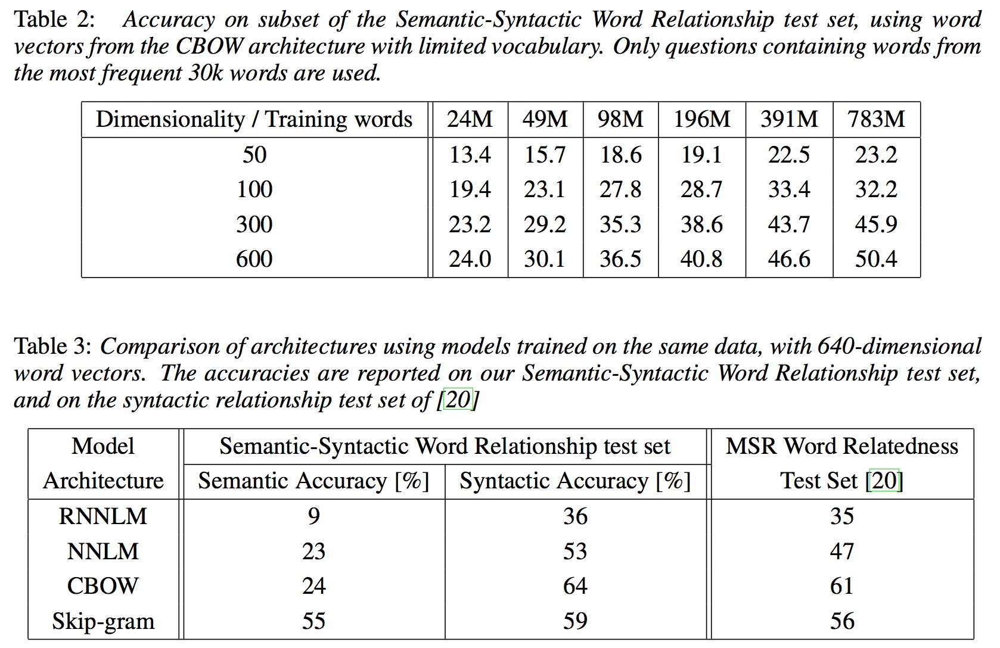 Table 2: Accuracy on subset of the Semantic-Syntactic Word Relationship test set, using word
vectors from the CBOW architecture with limited vocabulary. Only questions containing words from
the most frequent 30k words are used.
Dimensionality / Training words 24M 49M 98M 196M 391M 783M
50 13.4 15.7 18.6 19.1 22.5 23.2
100 19.4 23.1 27.8 28.7 33.4 32.2
300 23.2 29.2 35.3 38.6 43.7 45.9
600 24.0 30.1 36.5 40.8 46.6 50.4
Table 3: Comparison of architectures using models trained on the same data, with 640-dimensional
word vectors. The accuracies are reported on our Semantic-Syntactic Word Relationship test set,
and on the syntactic relationship test set of [20]
Model Semantic-Syntactic Word Relationship test set MSR Word Relatedness
Architecture Semantic Accuracy [%] Syntactic Accuracy [%] Test Set [20]
RNNLM 9 36 35
NNLM 23 53 47
CBOW 24 64 61
Skip-gram 55 59 56